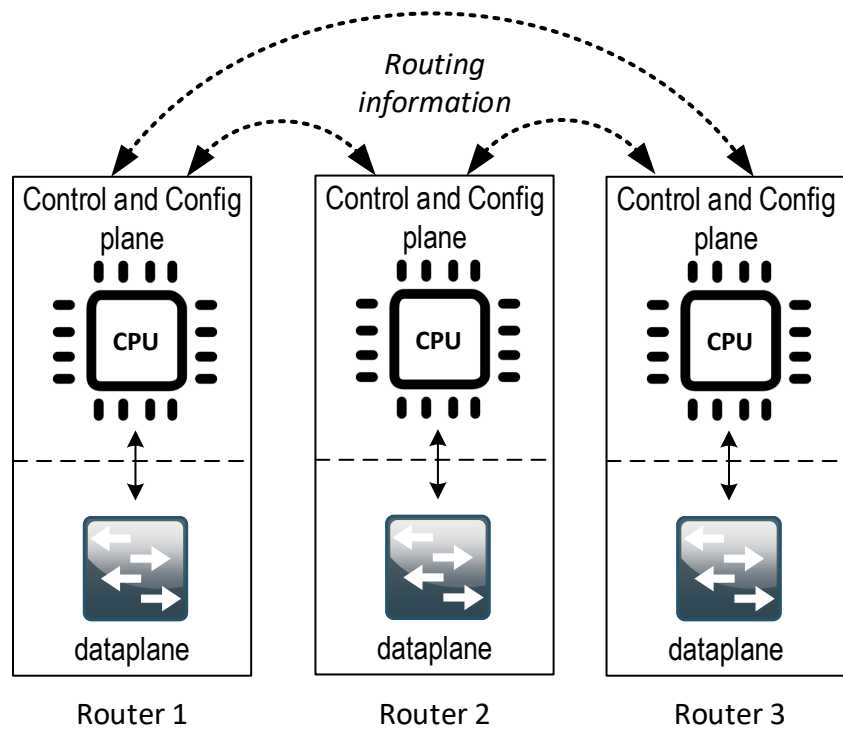 Routing
information
Control and Config
plane
CPU
dataplane
Router 1
Control and Config
plane
CPU
dataplane
Router 2
Control and Config
plane
CPU
dataplane
Router 3